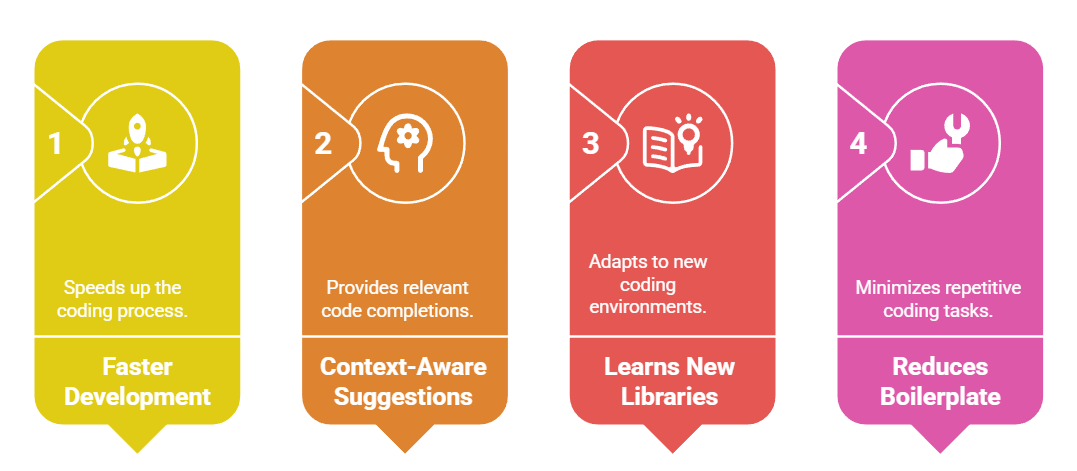 1
Speeds up the
coding process.
Faster
Development
2
Provides relevant
code completions.
Context-Aware
Suggestions
3
Adapts to new
coding
environments.
Learns New
Libraries
4
Minimizes repetitive
coding tasks.
Reduces
Boilerplate